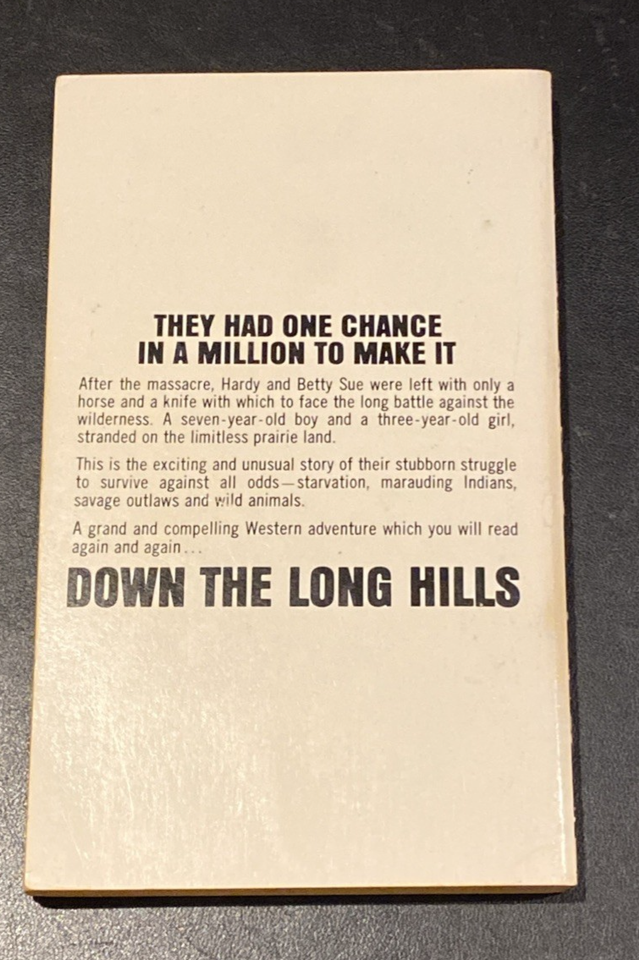 THEY HAD ONE CHANCE
IN A MILLION TO MAKE IT
After the massacre, Hardy and Betty Sue were left with only a
horse and a knife with which to face the long battle against the
wilderness. A seven-year-old boy and a three-year-old girl,
stranded on the limitless prairie land.
This is the exciting and unusual story of their stubborn struggle
to survive against all odds—starvation, marauding Indians,
savage outlaws and wild animals.
A grand and compelling Western adventure which you will read
again and again...
DOWN THE LONG HILLS